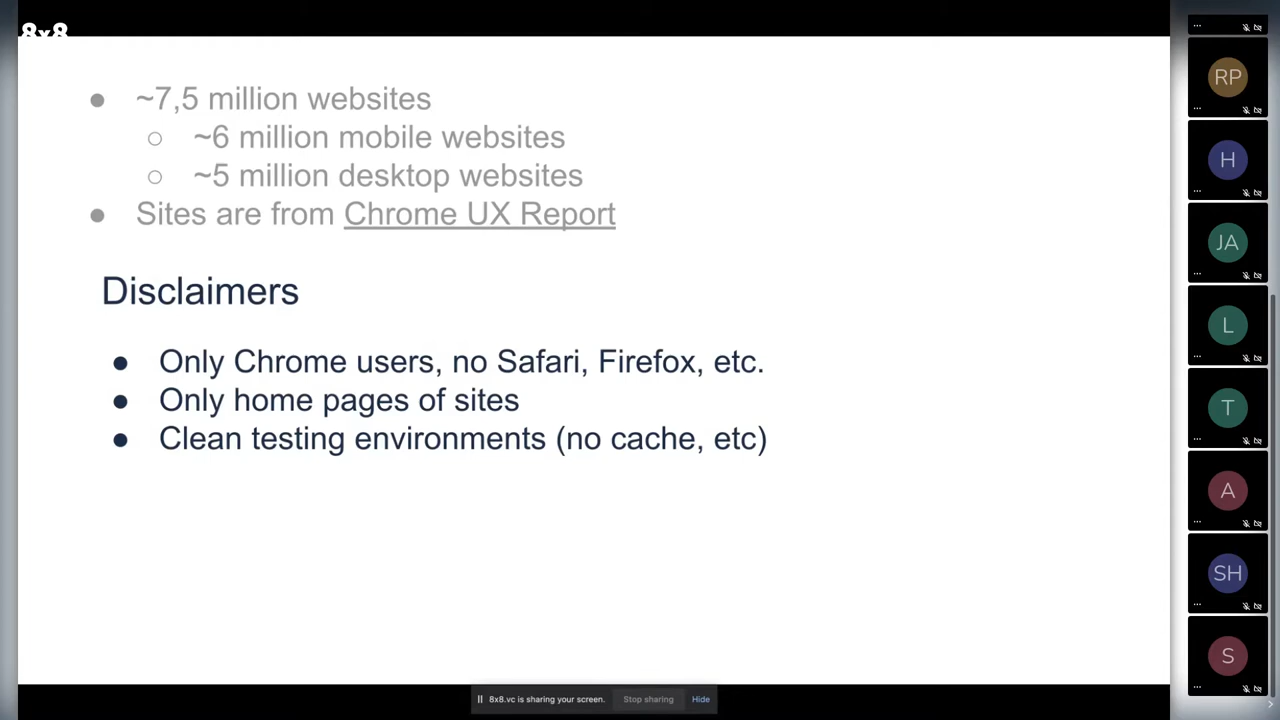 8x8
● ~7,5 million websites
○ ~6 million mobile websites
○ ~5 million desktop websites
● Sites are from Chrome UX Report
Disclaimers
● Only Chrome users, no Safari, Firefox, etc.
● Only home pages of sites
● Clean testing environments (no cache, etc)
RP
H
JA
L
T
A
SH
S
8x8.vc is sharing your screen. Stop sharing Hide